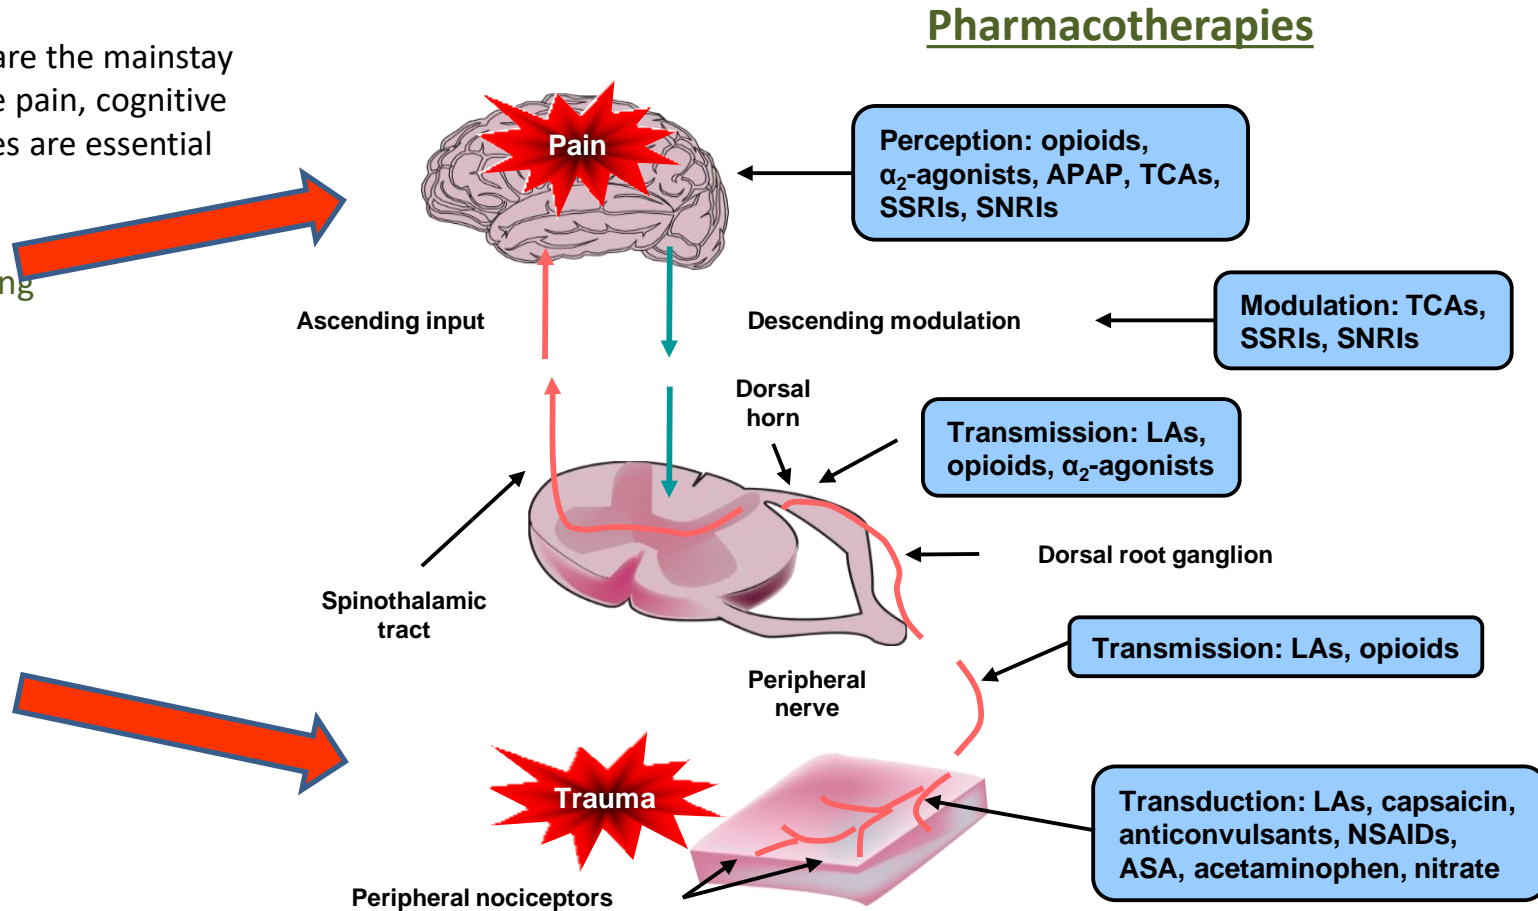 Pharmacotherapies
are the mainstay
e pain, cognitive
es are essential
ng
Pain
Perception: opioids,
α₂-agonists, APAP, TCAs,
SSRIs, SNRIs
Ascending input
Descending modulation
Modulation: TCAs,
SSRIs, SNRIs
Dorsal
horn
Transmission: LAs,
opioids, α₂-agonists
Dorsal root ganglion
Spinothalamic
tract
Transmission: LAs, opioids
Peripheral
nerve
Trauma
Transduction: LAs, capsaicin,
anticonvulsants, NSAIDs,
ASA, acetaminophen, nitrate
Peripheral nociceptors